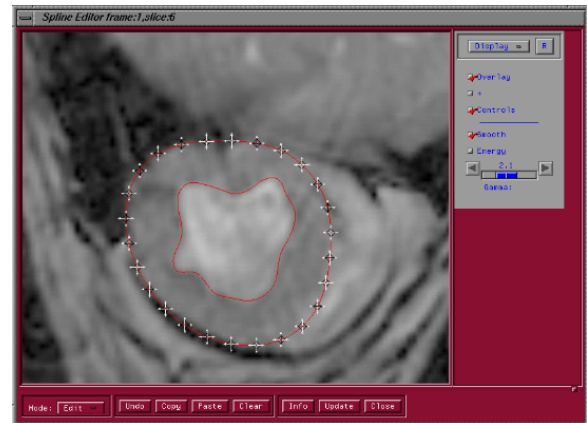 Spline Editor frame:1,slice:6
Display R
Overlay
+
Controls
Smooth
Energy
2.1
Gamma:
Mode: Edit Undo Copy Paste Clear Info Update Close